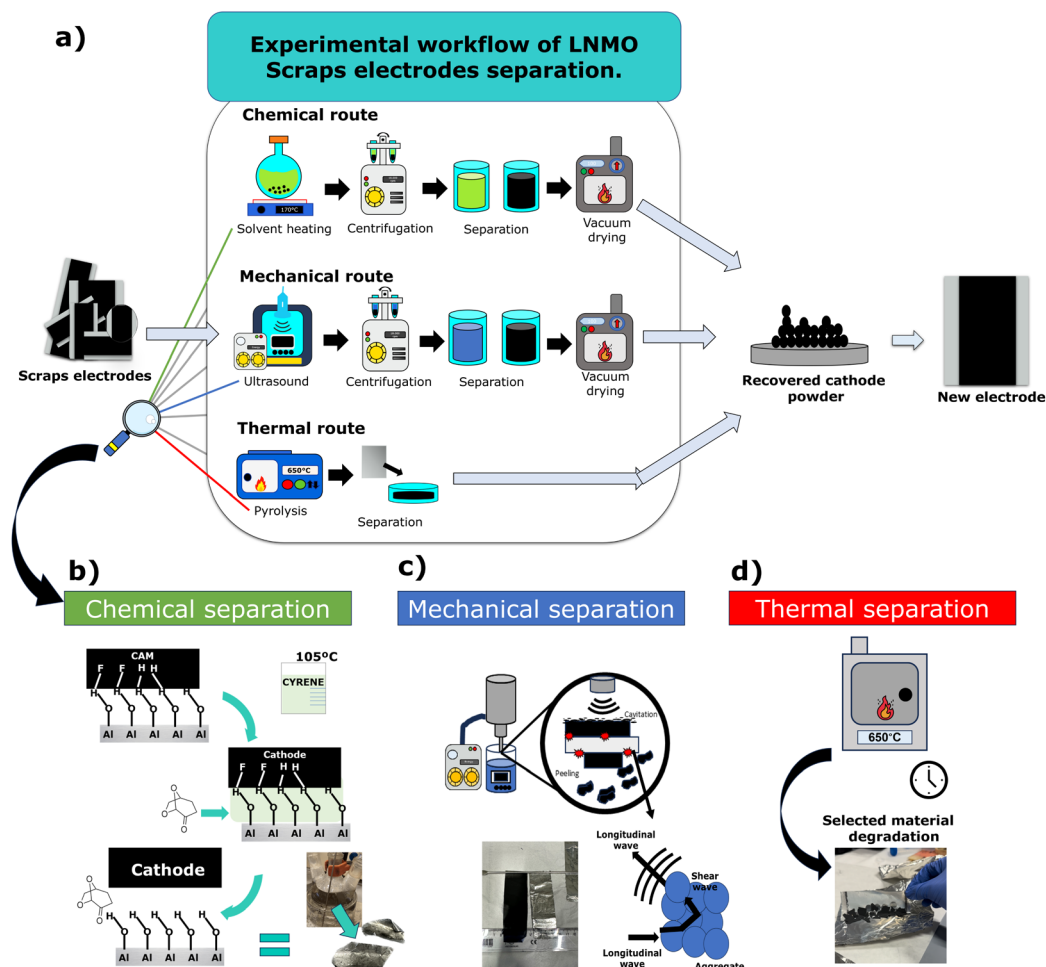 a)
Experimental workflow of LNMO
Scraps electrodes separation.
Chemical route
170°C
Solvent heating
Centrifugation
Separation
Vacuum
drying
Mechanical route
Ultrasound
Centrifugation
Separation
Vacuum
drying
Thermal route
650°C
Pyrolysis
Separation
Scraps electrodes
Recovered cathode
powder
New electrode
b)
Chemical separation
CAM
F F H H
H H H H H
O O O O O
Al Al Al Al Al
105ºC
CYRENE
Cathode
F F H H
H H H H H
O O O O O
Al Al Al Al Al
O
O
O
Cathode
O
O
O
H H H H H
O O O O O
Al Al Al Al Al
c)
Mechanical separation
Cavitation
Peeling
Longitudinal
wave
Shear
wave
Longitudinal
wave
Aggregate
d)
Thermal separation
650°C
Selected material
degradation